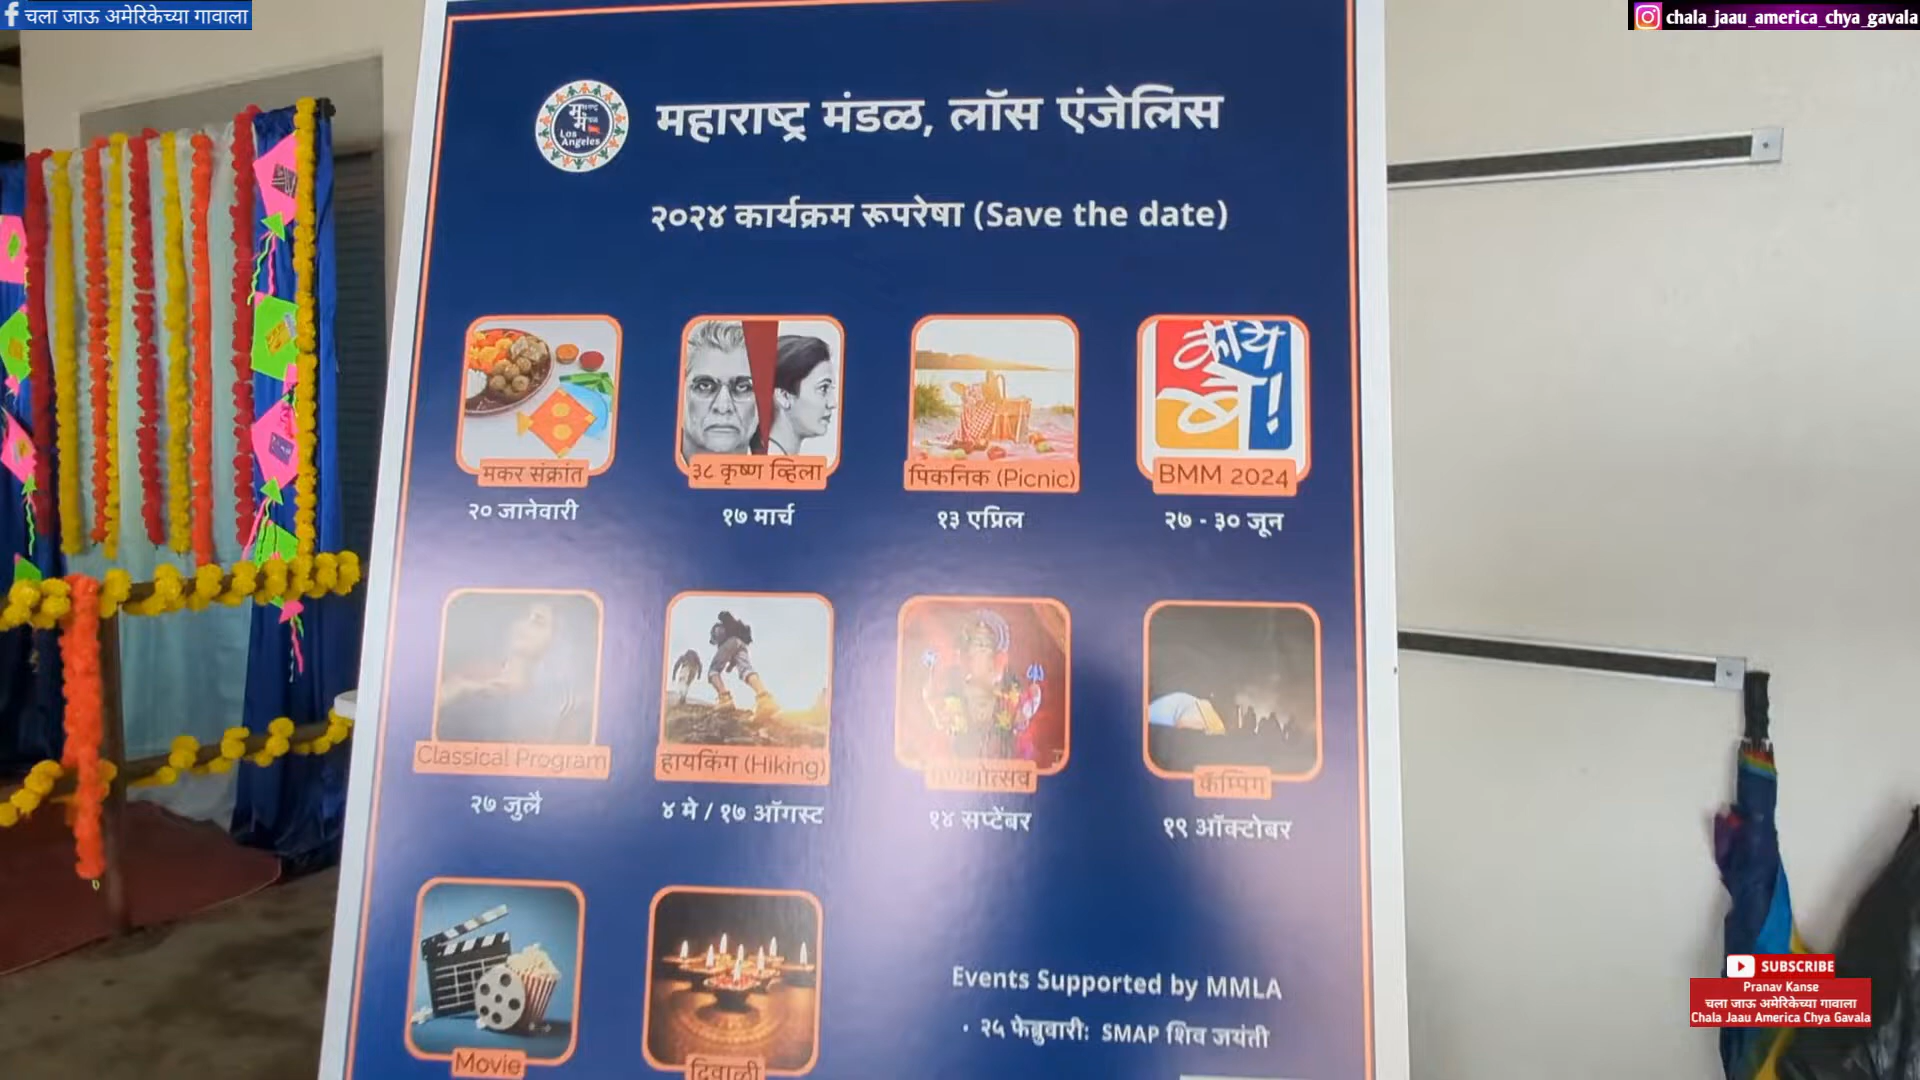 चला जाऊ अमेरिकेच्या गावाला
chala_jaau_america_chya_gavala
महाराष्ट्र मंडळ, लॉस एंजेलिस
Los
Angeles
२०२४ कार्यक्रम रूपरेषा (Save the date)
काय
बे!
मकर संक्रांत
३८ कृष्ण व्हिला
पिकनिक (Picnic)
BMM 2024
२० जानेवारी
१७ मार्च
१३ एप्रिल
२७ - ३० जून
Classical Program
हायकिंग (Hiking)
गणेशोत्सव
कॅम्पिंग
२७ जुलै
४ मे / १७ ऑगस्ट
१४ सप्टेंबर
१९ ऑक्टोबर
Movie
दिवाळी
Events Supported by MMLA
• २५ फेब्रुवारी: SMAP शिव जयंती
SUBSCRIBE
Pranav Kanse
चला जाऊ अमेरिकेच्या गावाला
Chala Jaau America Chya Gavala